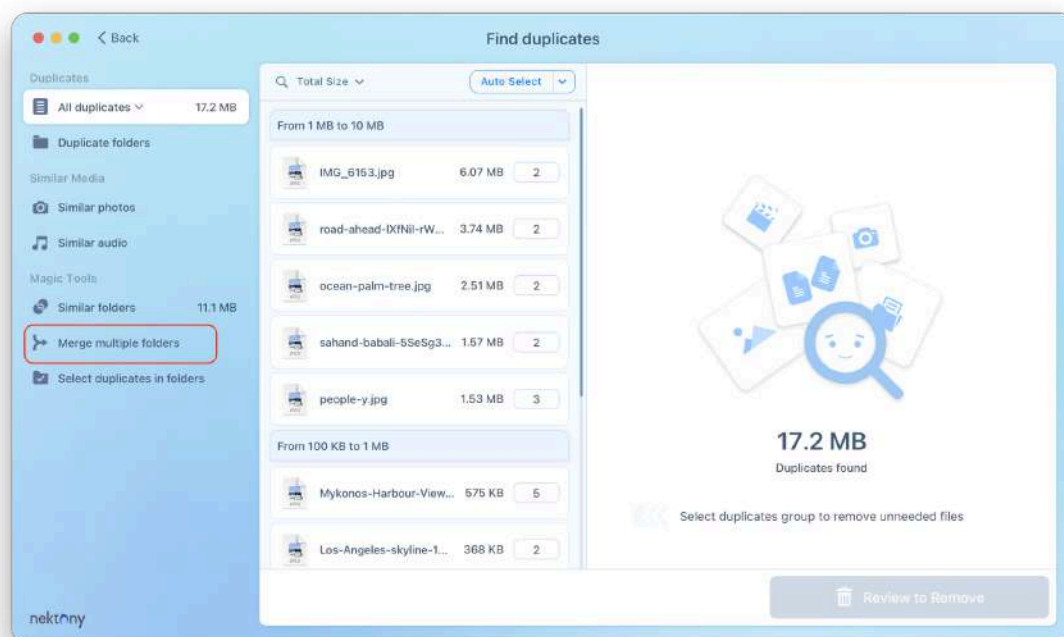 Back
Find duplicates
Duplicates
All duplicates 17.2 MB
Duplicate folders
Similar Media
Similar photos
Similar audio
Magic Tools
Similar folders 11.1 MB
Merge multiple folders
Select duplicates in folders
nektony
Total Size
Auto Select
From 1 MB to 10 MB
IMG_6153.jpg 6.07 MB 2
road-ahead-IXfNiI-rW... 3.74 MB 2
ocean-palm-tree.jpg 2.51 MB 2
sahand-babali-5SeSg3... 1.57 MB 2
people-y.jpg 1.53 MB 3
From 100 KB to 1 MB
Mykonos-Harbour-View... 575 KB 5
Los-Angeles-skyline-1... 368 KB 2
17.2 MB
Duplicates found
Select duplicates group to remove unneeded files
Review to Remove